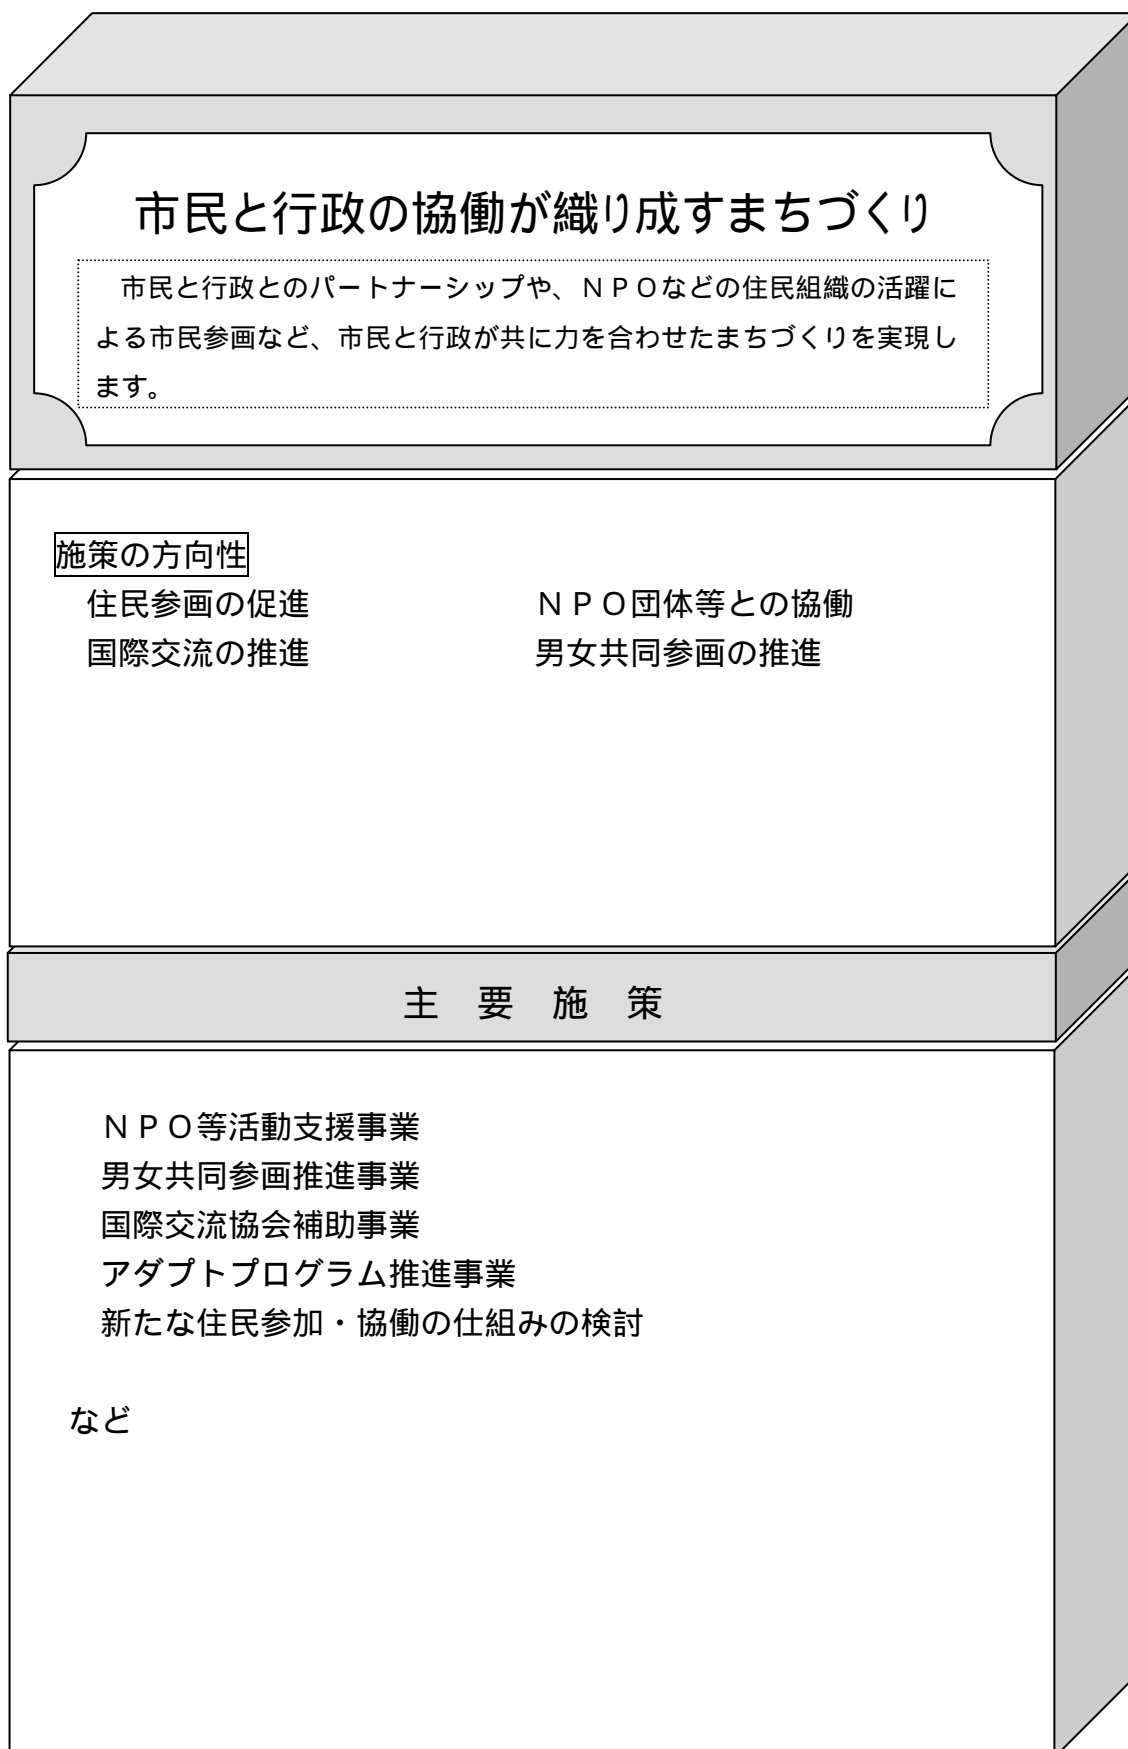 市民と行政の協働が織り成すまちづくり
市民と行政とのパートナーシップや、ＮＰＯなどの住民組織の活躍に
よる市民参画など、市民と行政が共に力を合わせたまちづくりを実現し
ます。
施策の方向性
住民参画の促進　ＮＰＯ団体等との協働
国際交流の推進　男女共同参画の推進
主　要　施　策
ＮＰＯ等活動支援事業
男女共同参画推進事業
国際交流協会補助事業
アダプトプログラム推進事業
新たな住民参加・協働の仕組みの検討
など